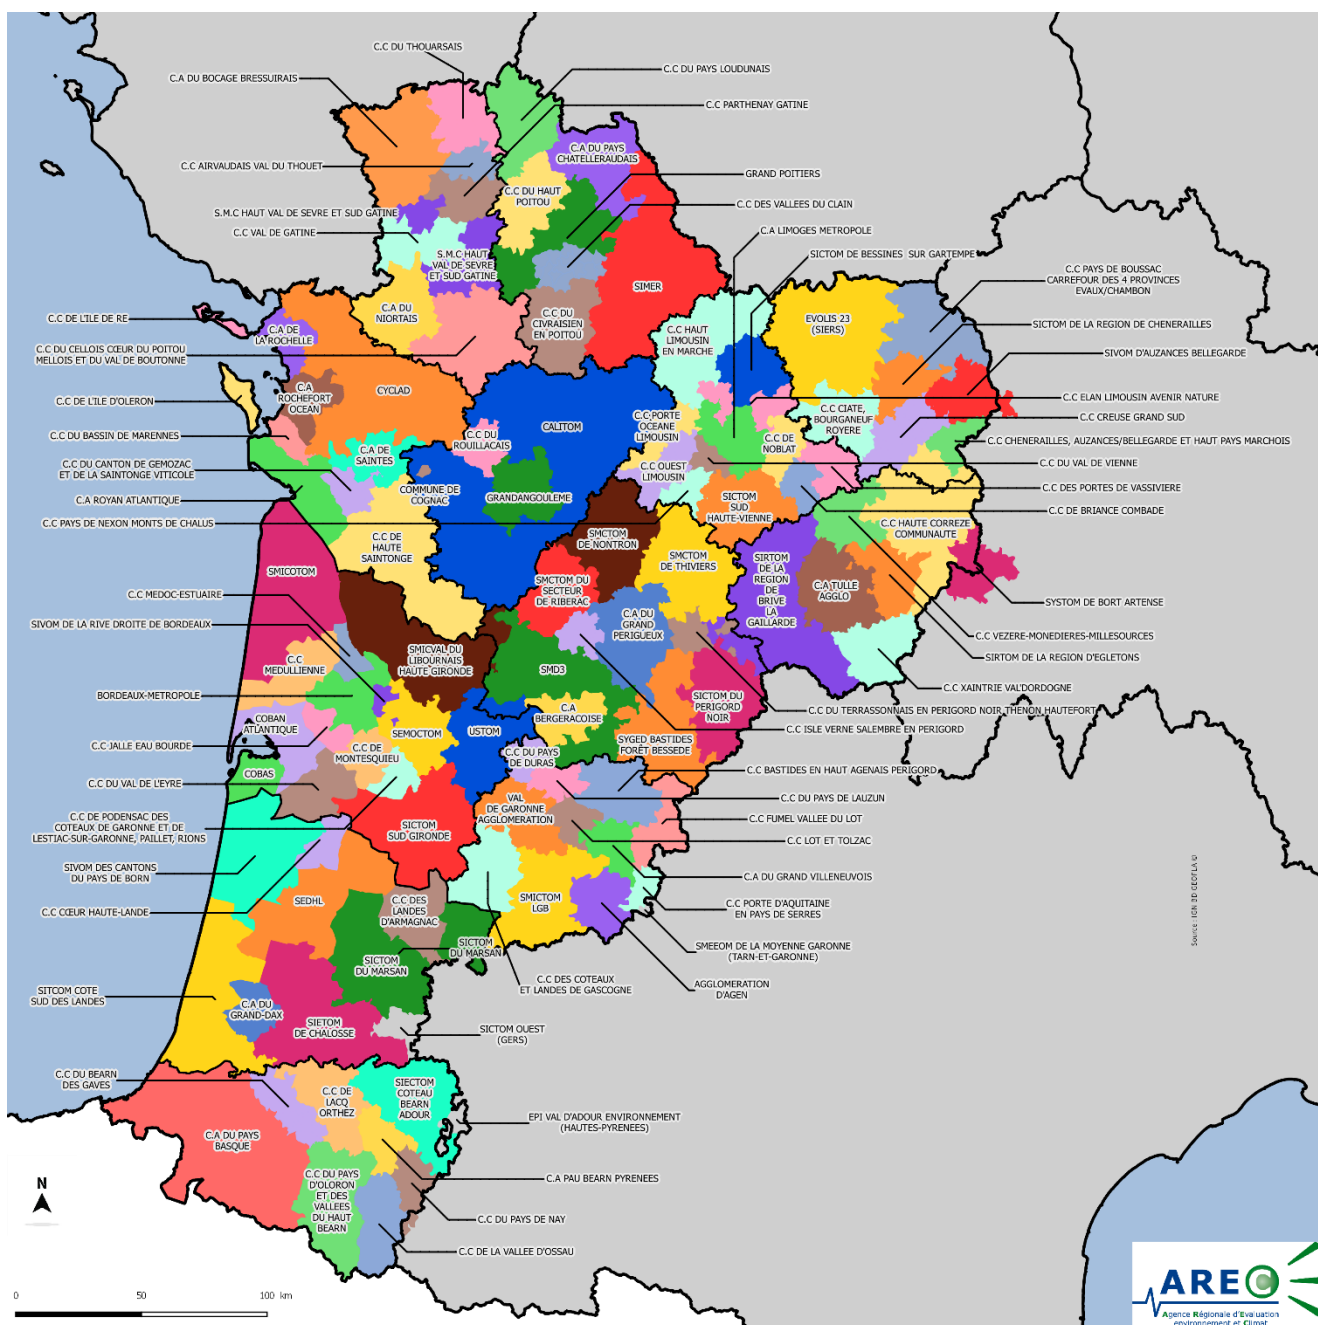 C.C DU THOUARSAIS
C.A DU BOCAGE BRESSUIRAIS
C.C DU PAYS LOUDUNAIS
C.C PARTHENAY GATINE
C.A DU PAYS
CHATELLERAUDAIS
C.C AIRVAUDAIS VAL DU THOUET
GRAND POITIERS
C.C DU HAUT
POITOU
S.M.C HAUT VAL DE SEVRE ET SUD GATINE
C.C DES VALLEES DU CLAIN
C.C VAL DE GATINE
C.A LIMOGES METROPOLE
S.M.C HAUT
VAL DE SEVRE
ET SUD GATINE
SICTOM DE BESSINES SUR GARTEMPE
C.C PAYS DE BOUSSAC
CARREFOUR DES 4 PROVINCES
EVAUX/CHAMBON
SIMER
C.A DU
NIORTAIS
C.C DU
CIVRAISIEN
EN POITOU
EVOLIS 23
(SIERS)
C.C DE L'ILE DE RE
C.A DE
LA ROCHELLE
C.C HAUT
LIMOUSIN
EN MARCHE
SICTOM DE LA REGION DE CHENERAILLES
C.C DU CELLOIS CŒUR DU POITOU
MELLOIS ET DU VAL DE BOUTONNE
SIVOM D'AUZANCES BELLEGARDE
C.A
ROCHEFORT
OCEAN
CYCLAD
C.C DE L'ILE D'OLERON
C.C ELAN LIMOUSIN AVENIR NATURE
C.C PORTE
OCEANE
LIMOUSIN
CALITOM
C.C CIATE,
BOURGANEUF
ROYERE
C.C CREUSE GRAND SUD
C.C DU BASSIN DE MARENNES
C.C DU
ROUILLACAIS
C.C DE
NOBLAT
C.C CHENERAILLES, AUZANCES/BELLEGARDE ET HAUT PAYS MARCHOIS
C.A DE
SAINTES
C.C DU CANTON DE GEMOZAC
ET DE LA SAINTONGE VITICOLE
C.C OUEST
LIMOUSIN
C.C DU VAL DE VIENNE
COMMUNE DE
COGNAC
GRANDANGOULEME
C.C DES PORTES DE VASSIVIERE
C.A ROYAN ATLANTIQUE
SICTOM
SUD
HAUTE-VIENNE
C.C DE BRIANCE COMBADE
C.C PAYS DE NEXON MONTS DE CHALUS
C.C HAUTE CORREZE
COMMUNAUTE
C.C DE
HAUTE
SAINTONGE
SMCTOM
DE NONTRON
SMCTOM
DE THIVIERS
SIRTOM
DE LA
REGION
DE
BRIVE
LA
GAILLARDE
SMICOTOM
SMCTOM DU
SECTEUR
DE RIBERAC
C.A TULLE
AGGLO
C.C MEDOC-ESTUAIRE
SYSTOM DE BORT ARTENSE
C.A DU
GRAND
PERIGUEUX
SIVOM DE LA RIVE DROITE DE BORDEAUX
C.C VEZERE-MONEDIERES-MILLESOURCES
SMICVAL DU
LIBOURNAIS
HAUTE GIRONDE
C.C
MEDULLIENNE
SIRTOM DE LA REGION D'EGLETONS
SMD3
BORDEAUX-METROPOLE
C.C XAINTRIE VAL'DORDOGNE
SICTOM DU
PERIGORD
NOIR
C.C DU TERRASSONNAIS EN PERIGORD NOIR THENON HAUTEFORT
C.A
BERGERACOISE
COBAN
ATLANTIQUE
C.C ISLE VERNE SALEMBRE EN PERIGORD
SEMOCTOM
USTOM
C.C JALLE EAU BOURDE
C.C DE
MONTESQUIEU
SYGED BASTIDES
FORÊT BESSEDE
C.C DU PAYS
DE DURAS
COBAS
C.C BASTIDES EN HAUT AGENAIS PERIGORD
C.C DU VAL DE L'EYRE
C.C DU PAYS DE LAUZUN
VAL
DE GARONNE
AGGLOMERATION
C.C DE PODENSAC DES
COTEAUX DE GARONNE ET DE
LESTIAC-SUR-GARONNE, PAILLET, RIONS
C.C FUMEL VALLEE DU LOT
SICTOM
SUD GIRONDE
C.C LOT ET TOLZAC
SIVOM DES CANTONS
DU PAYS DE BORN
C.A DU GRAND VILLENEUVOIS
SEDHL
C.C DES
LANDES
D'ARMAGNAC
SMICTOM
LGB
C.C CŒUR HAUTE-LANDE
C.C PORTE D'AQUITAINE
EN PAYS DE SERRES
SICTOM
DU MARSAN
SICTOM
DU MARSAN
SMEEOM DE LA MOYENNE GARONNE
(TARN-ET-GARONNE)
C.C DES COTEAUX
ET LANDES DE GASCOGNE
AGGLOMERATION
D'AGEN
SITCOM COTE
SUD DES LANDES
C.A DU
GRAND-DAX
SIETOM
DE CHALOSSE
SICTOM OUEST
(GERS)
C.C DU BEARN
DES GAVES
C.C DE
LACQ
ORTHEZ
SIECTOM
COTEAU
BEARN
ADOUR
EPI VAL D'ADOUR ENVIRONNEMENT
(HAUTES-PYRENEES)
C.A DU PAYS
BASQUE
C.C DU PAYS
D'OLORON
ET DES
VALLEES
DU HAUT
BEARN
C.A PAU BEARN PYRENEES
C.C DU PAYS DE NAY
C.C DE LA VALLEE D'OSSAU
Source : IGN BD GEOFLA ©
N
0 50 100 km
AREC
Agence Régionale d'Evaluation
environnement et Climat